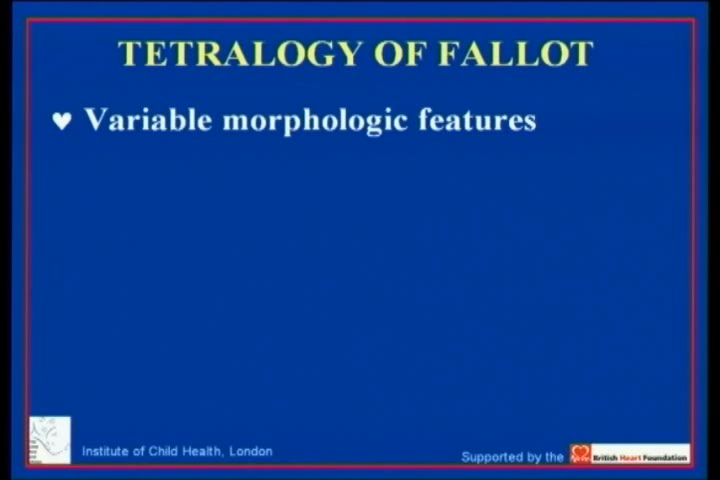 TETRALOGY OF FALLOT
♥ Variable morphologic features
Institute of Child Health, London
Supported by the British Heart Foundation